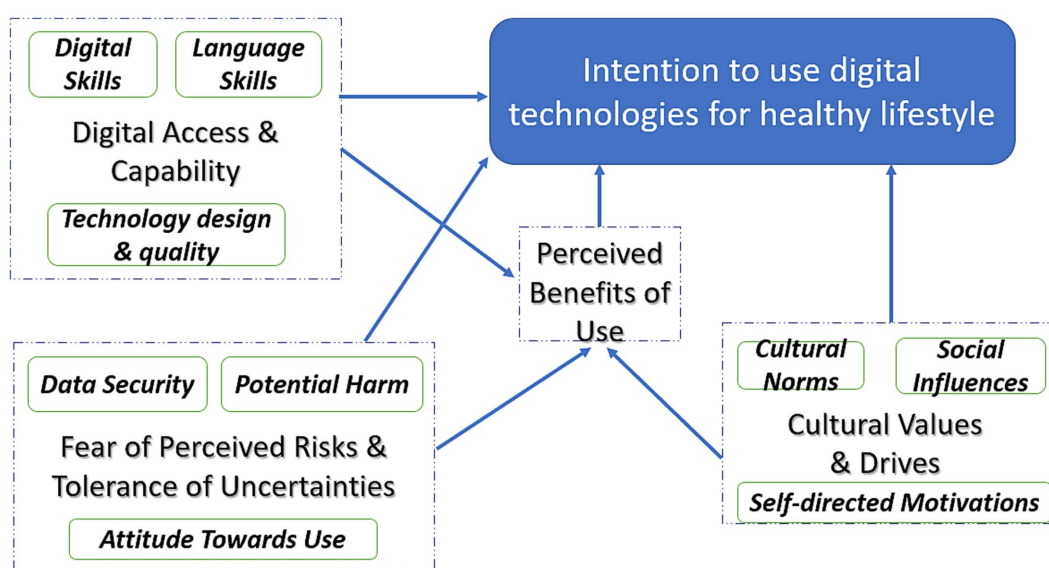 Digital
Skills
Language
Skills
Digital Access &
Capability
Technology design
& quality
Intention to use digital
technologies for healthy lifestyle
Perceived
Benefits of
Use
Data Security
Potential Harm
Fear of Perceived Risks &
Tolerance of Uncertainties
Attitude Towards Use
Cultural
Norms
Social
Influences
Cultural Values
& Drives
Self-directed Motivations